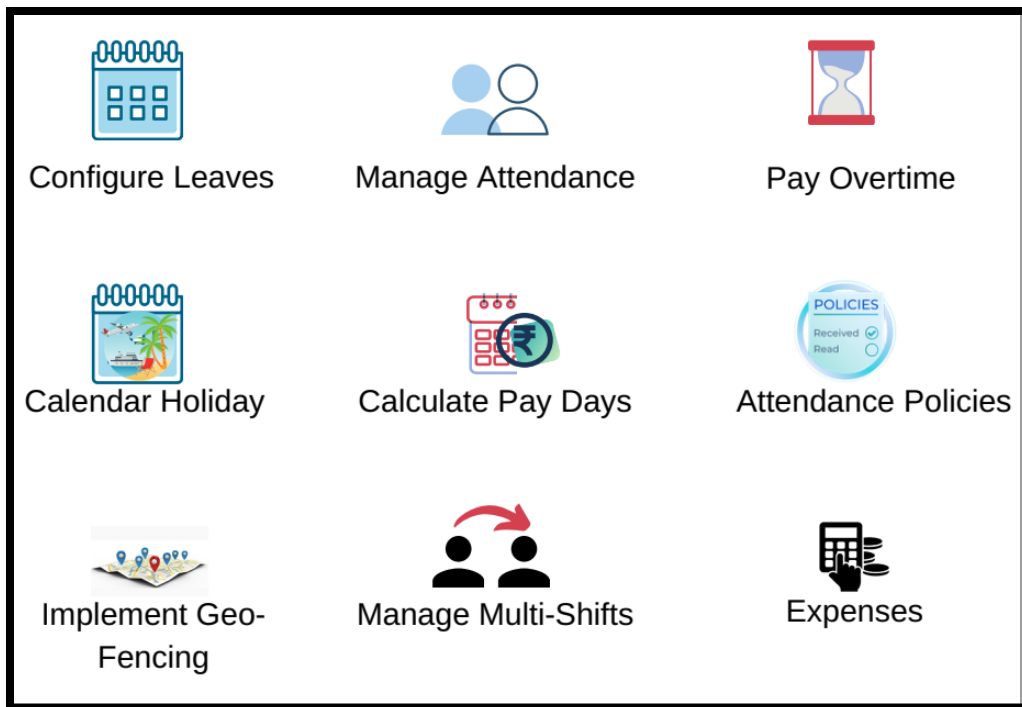 Configure Leaves
Manage Attendance
Pay Overtime
POLICIES
Received
Read
₹
Calendar Holiday
Calculate Pay Days
Attendance Policies
Implement Geo-
Fencing
Manage Multi-Shifts
Expenses